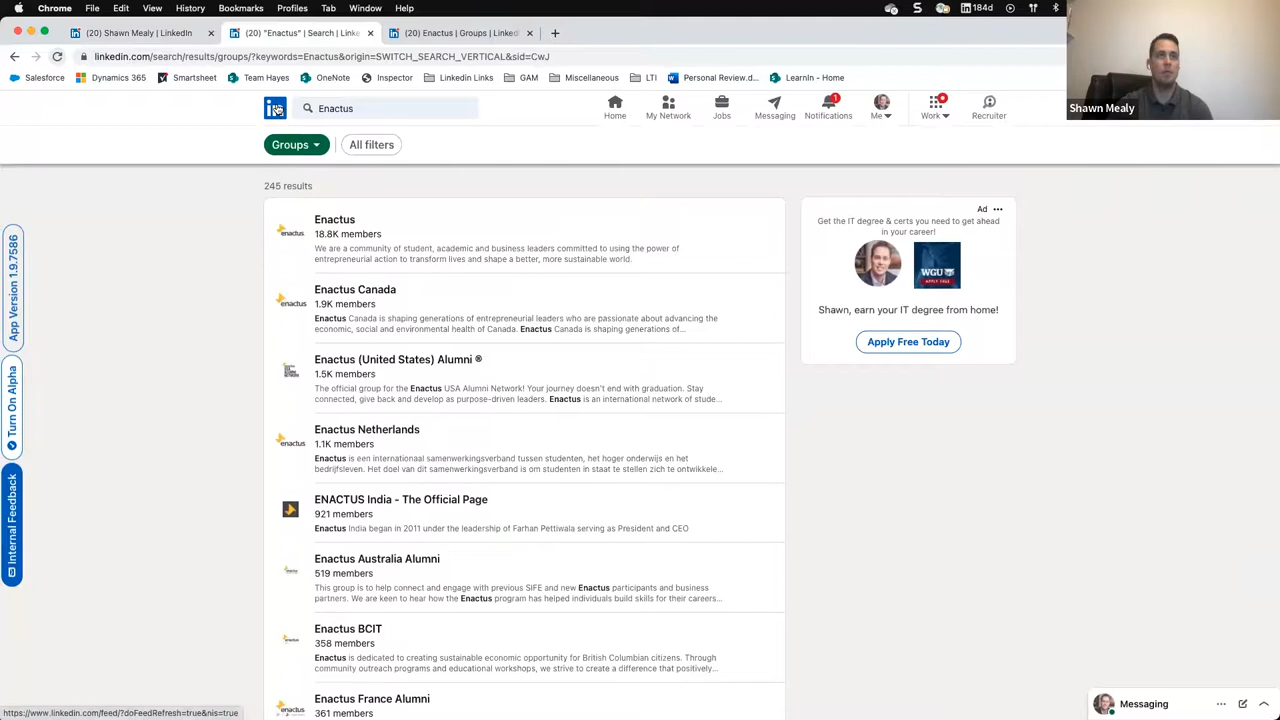 Chrome File Edit View History Bookmarks Profiles Tab Window Help
184d
(20) Shawn Mealy | LinkedIn
(20) "Enactus" | Search | Linke
(20) Enactus | Groups | LinkedIn
linkedin.com/search/results/groups/?keywords=Enactus&origin=SWITCH_SEARCH_VERTICAL&sid=CwJ
Salesforce Dynamics 365 Smartsheet Team Hayes OneNote Inspector Linkedin Links GAM Miscellaneous LTI Personal Review.d... LearnIn - Home
Shawn Mealy
in
Enactus
Home My Network Jobs Messaging Notifications Me Work Recruiter
1
Groups
All filters
245 results
Enactus
18.8K members
We are a community of student, academic and business leaders committed to using the power of
entrepreneurial action to transform lives and shape a better, more sustainable world.
Enactus Canada
1.9K members
Enactus Canada is shaping generations of entrepreneurial leaders who are passionate about advancing the
economic, social and environmental health of Canada. Enactus Canada is shaping generations of...
Enactus (United States) Alumni ®
1.5K members
The official group for the Enactus USA Alumni Network! Your journey doesn't end with graduation. Stay
connected, give back and develop as purpose-driven leaders. Enactus is an international network of stude...
Enactus Netherlands
1.1K members
Enactus is een internationaal samenwerkingsverband tussen studenten, het hoger onderwijs en het
bedrijfsleven. Het doel van dit samenwerkingsverband is om studenten in staat te stellen zich te ontwikkele...
ENACTUS India - The Official Page
921 members
Enactus India began in 2011 under the leadership of Farhan Pettiwala serving as President and CEO
Enactus Australia Alumni
519 members
This group is to help connect and engage with previous SIFE and new Enactus participants and business
partners. We are keen to hear how the Enactus program has helped individuals build skills for their careers...
Enactus BCIT
358 members
Enactus is dedicated to creating sustainable economic opportunity for British Columbian citizens. Through
community outreach programs and educational workshops, we strive to create a difference that positively...
Enactus France Alumni
361 members
Ad
Get the IT degree & certs you need to get ahead
in your career!
WGU
APPLY FREE
Shawn, earn your IT degree from home!
Apply Free Today
App Version 1.9.7586
Turn On Alpha
Internal Feedback
https://www.linkedin.com/feed/?doFeedRefresh=true&nis=true
Messaging